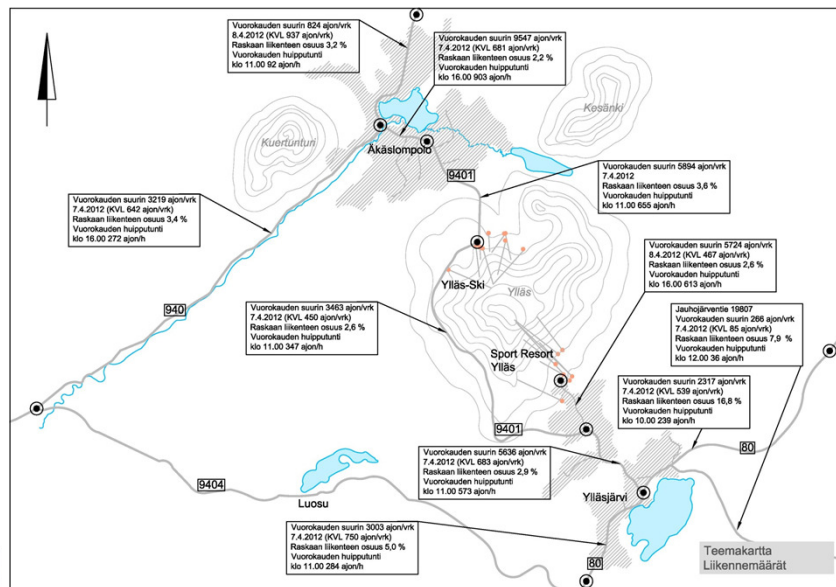 Vuorokauden suurin 824 ajon/vrk
8.4.2012 (KVL 937 ajon/vrk)
Raskaan liikenteen osuus 3,2 %
Vuorokauden huipputunti
klo 11.00 92 ajon/h
Vuorokauden suurin 9547 ajon/vrk
7.4.2012 (KVL 681 ajon/vrk)
Raskaan liikenteen osuus 2,2 %
Vuorokauden huipputunti
klo 16.00 903 ajon/h
Kesänki
Kuertunturi
Äkäslompolo
9401
Vuorokauden suurin 5894 ajon/vrk
7.4.2012
Raskaan liikenteen osuus 3,6 %
Vuorokauden huipputunti
klo 11.00 655 ajon/h
Vuorokauden suurin 3219 ajon/vrk
7.4.2012 (KVL 642 ajon/vrk)
Raskaan liikenteen osuus 3,4 %
Vuorokauden huipputunti
klo 16.00 272 ajon/h
Vuorokauden suurin 5724 ajon/vrk
8.4.2012 (KVL 467 ajon/vrk)
Raskaan liikenteen osuus 2,6 %
Vuorokauden huipputunti
klo 16.00 613 ajon/h
Ylläs-Ski
Ylläs
940
Vuorokauden suurin 3463 ajon/vrk
7.4.2012 (KVL 450 ajon/vrk)
Raskaan liikenteen osuus 2,6 %
Vuorokauden huipputunti
klo 11.00 347 ajon/h
Jauhojärventie 19807
Vuorokauden suurin 266 ajon/vrk
7.4.2012 (KVL 85 ajon/vrk)
Raskaan liikenteen osuus 7,9 %
Vuorokauden huipputunti
klo 12.00 36 ajon/h
Sport Resort
Ylläs
Vuorokauden suurin 2317 ajon/vrk
7.4.2012 (KVL 539 ajon/vrk)
Raskaan liikenteen osuus 16,8 %
Vuorokauden huipputunti
klo 10.00 239 ajon/h
9401
80
Vuorokauden suurin 5636 ajon/vrk
7.4.2012 (KVL 683 ajon/vrk)
Raskaan liikenteen osuus 2,9 %
Vuorokauden huipputunti
klo 11.00 573 ajon/h
9404
Luosu
Ylläsjärvi
Vuorokauden suurin 3003 ajon/vrk
7.4.2012 (KVL 750 ajon/vrk)
Raskaan liikenteen osuus 5,0 %
Vuorokauden huipputunti
klo 11.00 284 ajon/h
80
Teemakartta
Liikennemäärät